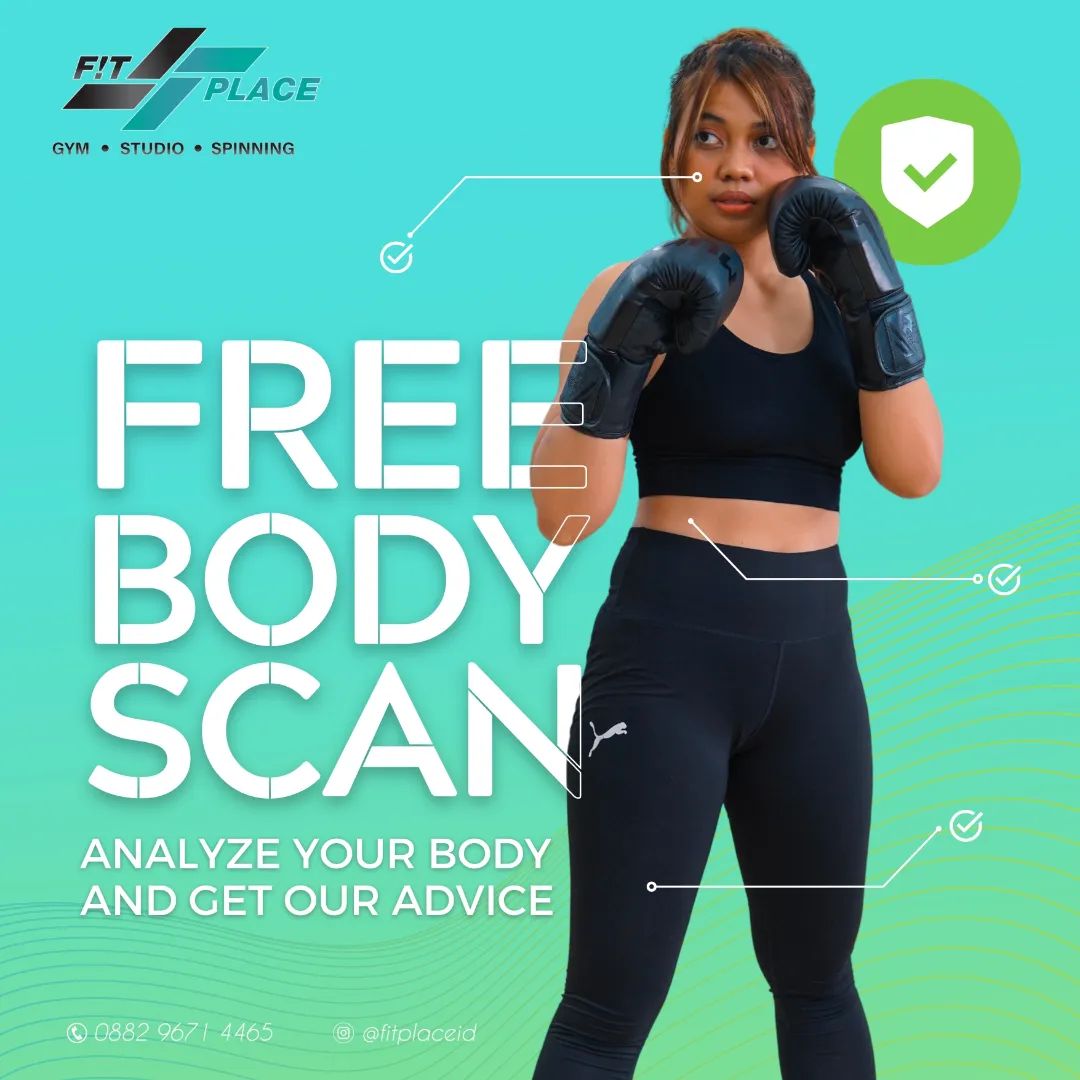 F!T
PLACE
GYM • STUDIO • SPINNING
FREE
BODY
SCAN
ANALYZE YOUR BODY
AND GET OUR ADVICE
0882 9671 4465
@fitplaceid